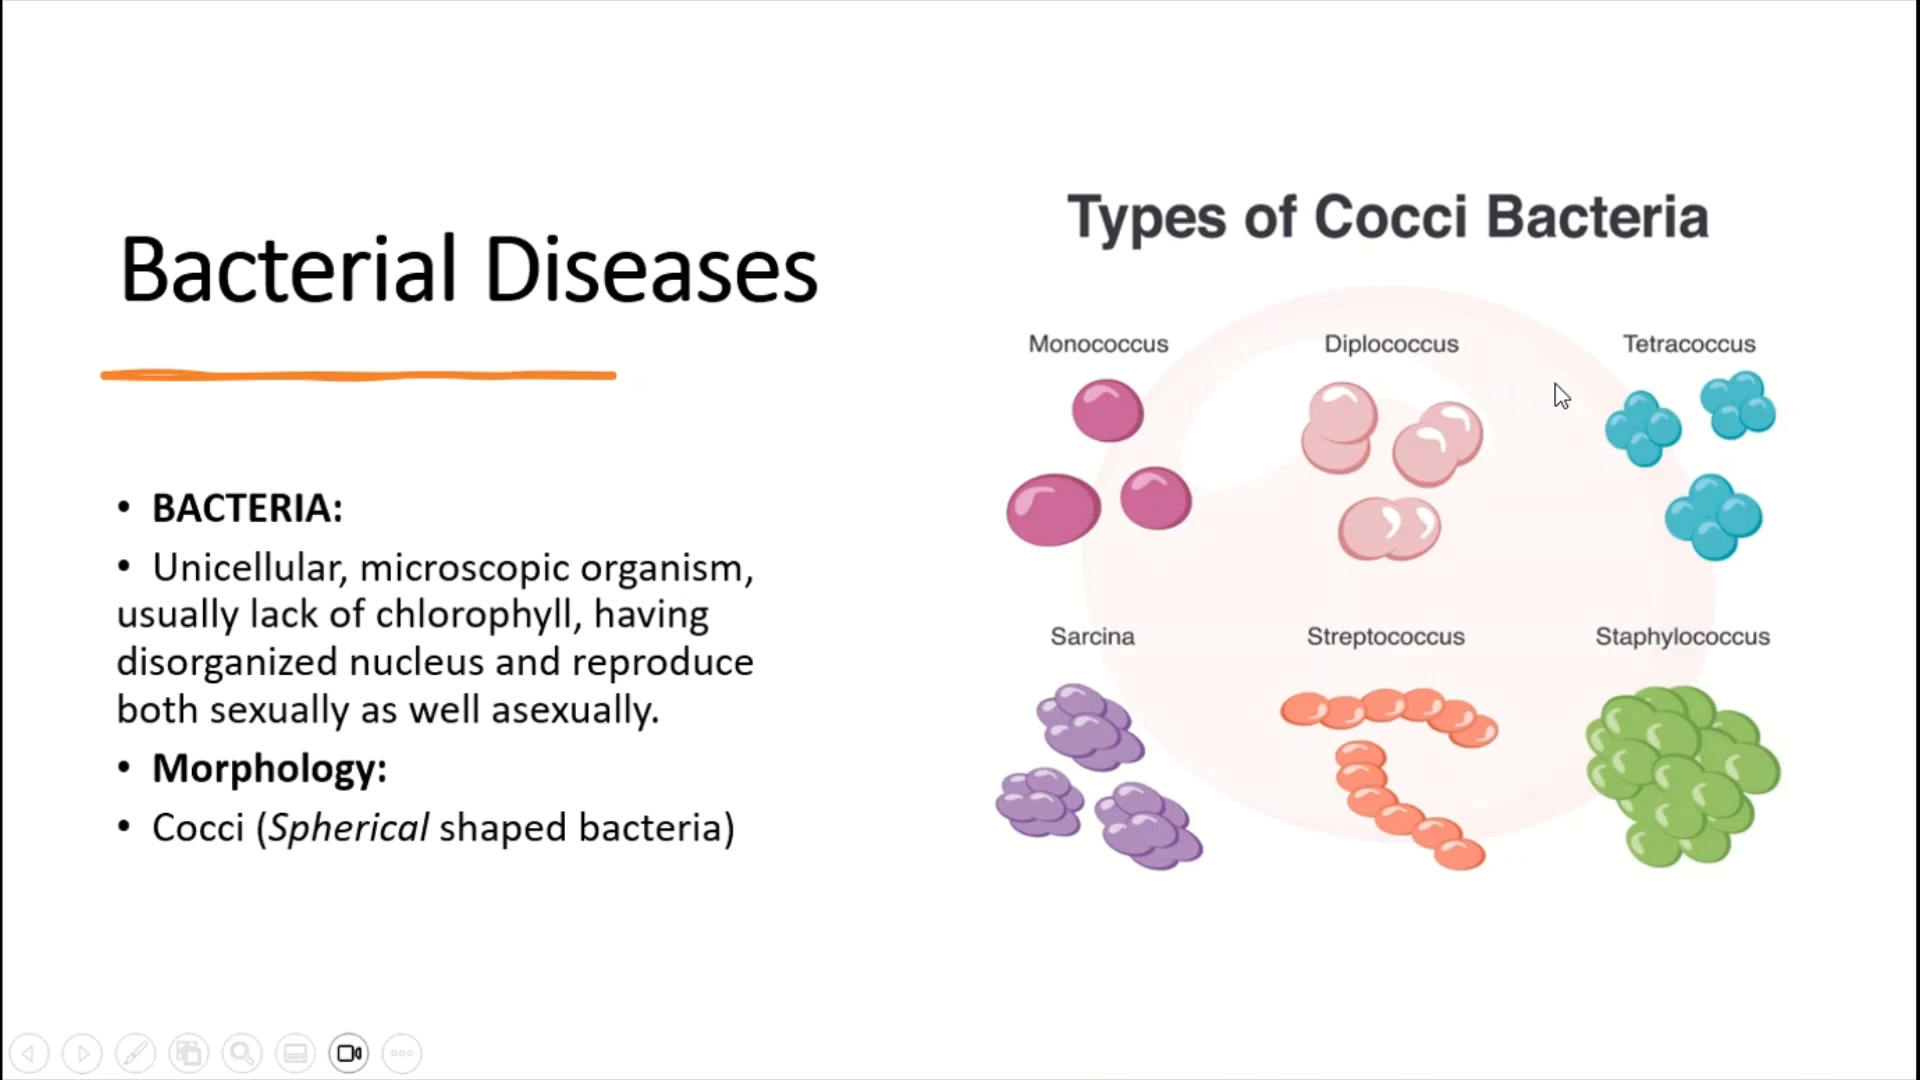 Bacterial Diseases
• BACTERIA:
• Unicellular, microscopic organism,
usually lack of chlorophyll, having
disorganized nucleus and reproduce
both sexually as well asexually.
• Morphology:
• Cocci (Spherical shaped bacteria)
Types of Cocci Bacteria
Monococcus
Diplococcus
Tetracoccus
Sarcina
Streptococcus
Staphylococcus